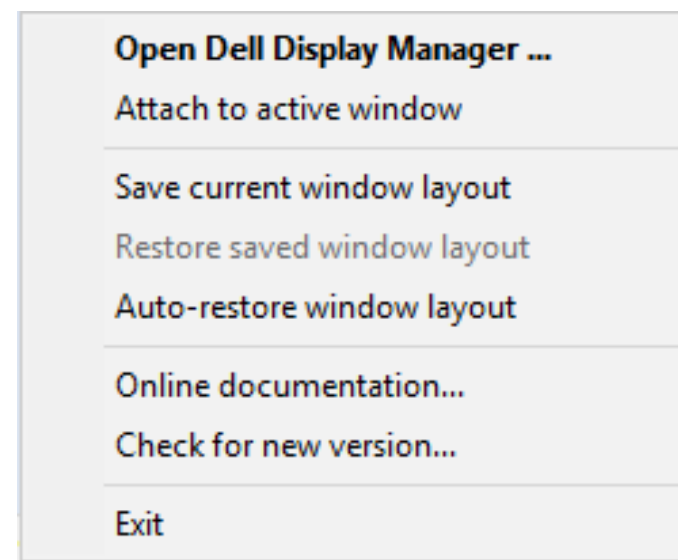 Open Dell Display Manager ...
Attach to active window
Save current window layout
Restore saved window layout
Auto-restore window layout
Online documentation...
Check for new version...
Exit